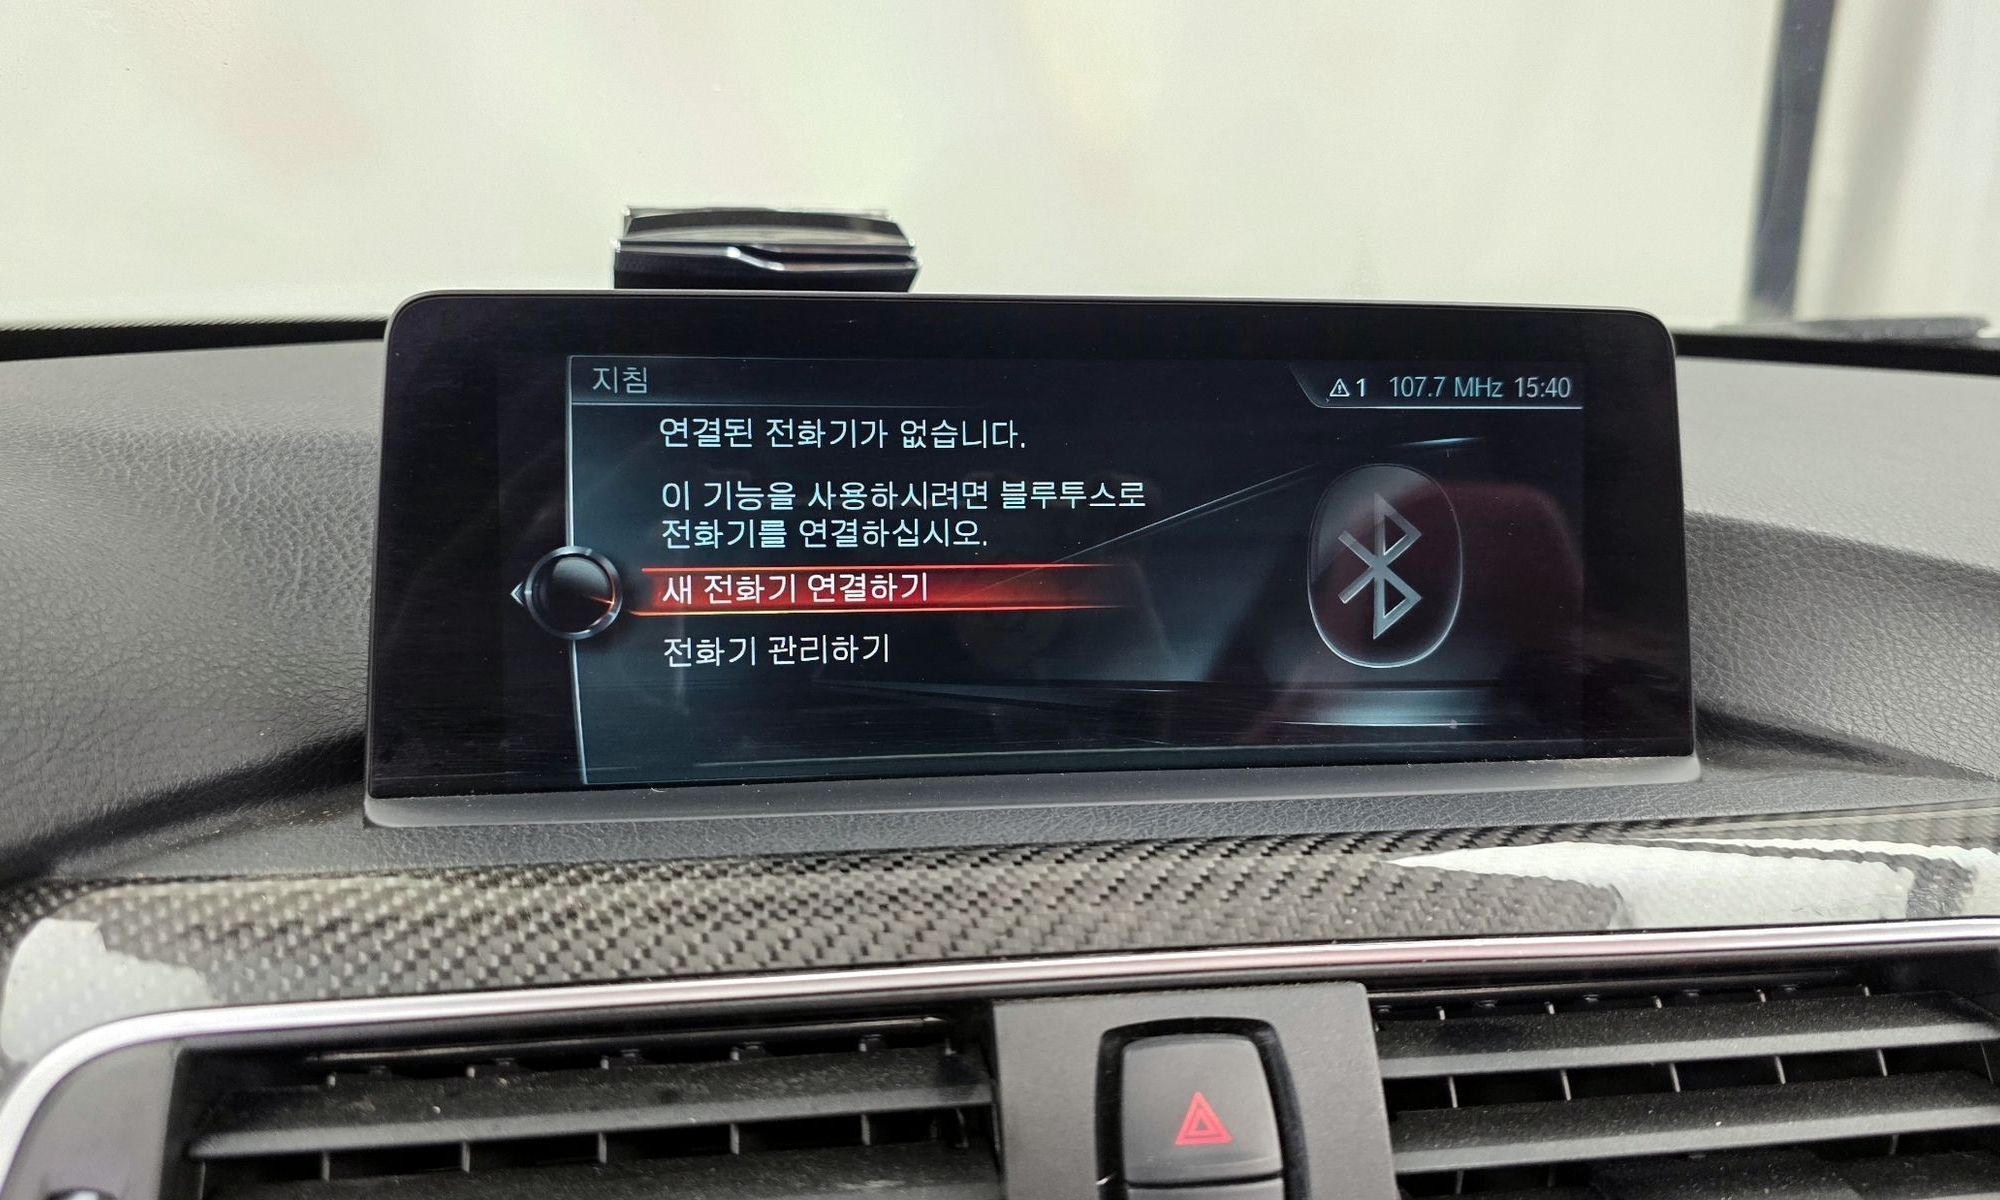 지침
1 107.7 MHz 15:40
연결된 전화기가 없습니다.
이 기능을 사용하시려면 블루투스로
전화기를 연결하십시오.
새 전화기 연결하기
전화기 관리하기